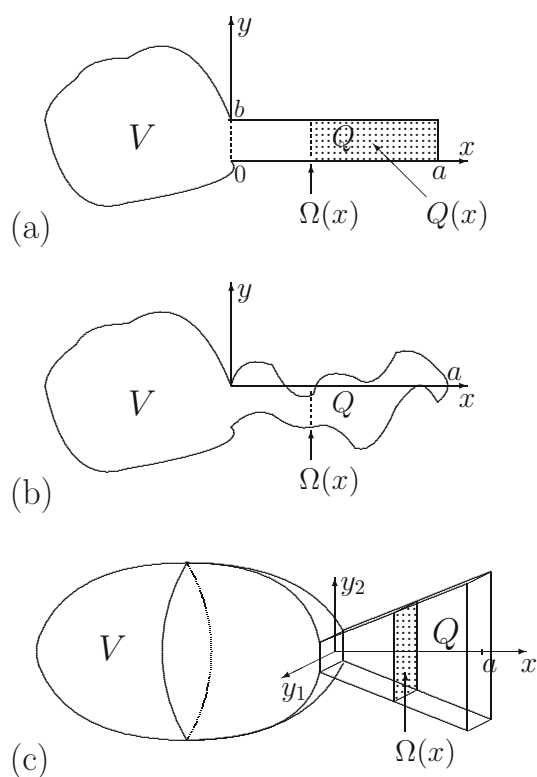 y
b
V
Q
x
0
a
Ω(x)
Q(x)
(a)
y
a
V
Q
x
Ω(x)
(b)
y₂
V
Q
a
x
y₁
Ω(x)
(c)